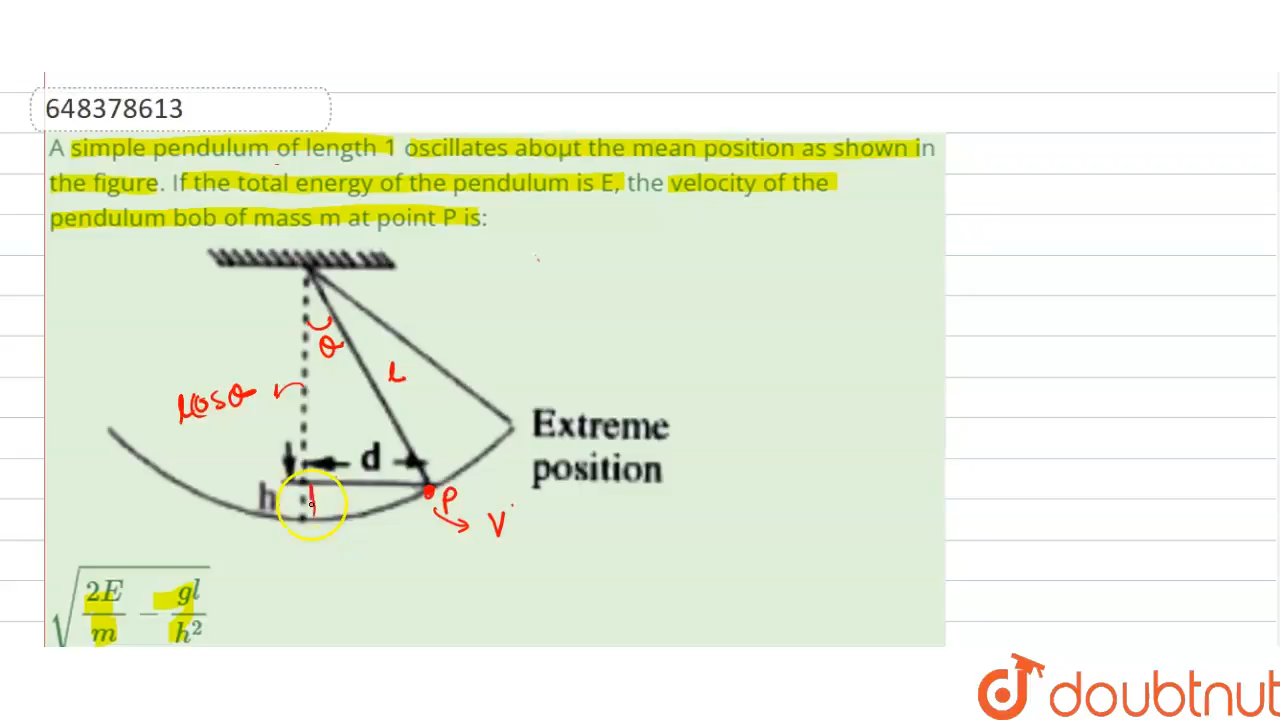 648378613
A simple pendulum of length 1 oscillates about the mean position as shown in
the figure. If the total energy of the pendulum is E, the velocity of the
pendulum bob of mass m at point P is:
θ
l
lcosθ
Extreme
position
d
h
P
V
√(2E/m − gl/h²)
doubtnut